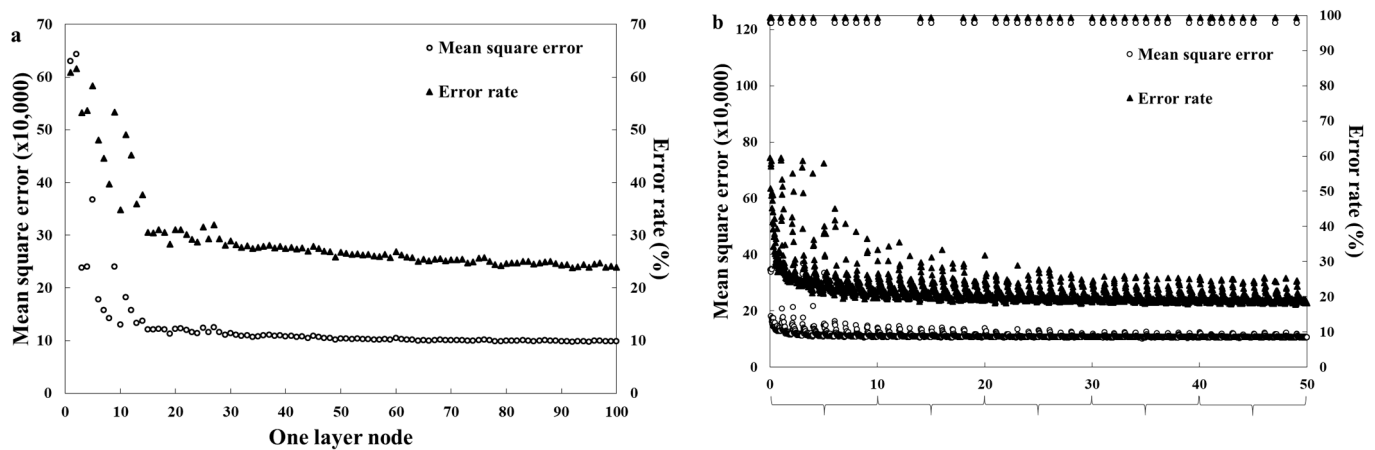 a
70
60
50
40
30
20
10
0
Mean square error (x10,000)
Mean square error
Error rate
70
60
50
40
30
20
10
0
Error rate (%)
0 10 20 30 40 50 60 70 80 90 100
One layer node
b
120
100
80
60
40
20
0
Mean square error (x10,000)
Mean square error
Error rate
100
90
80
70
60
50
40
30
20
10
0
Error rate (%)
0 10 20 30 40 50